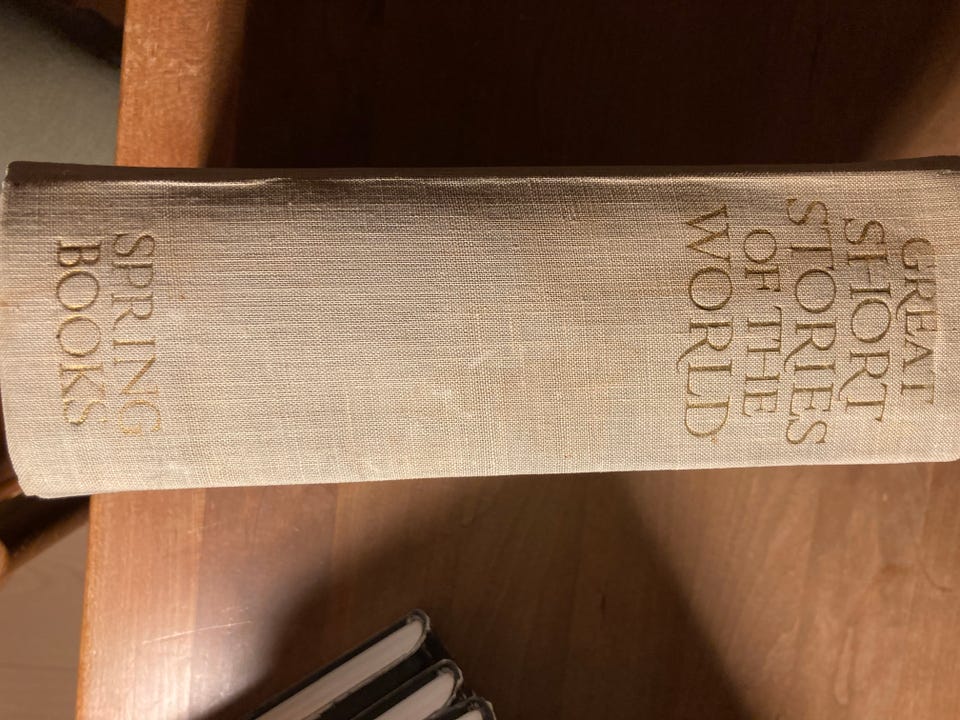 GREAT
SHORT
STORIES
OF THE
WORLD
SPRING
BOOKS